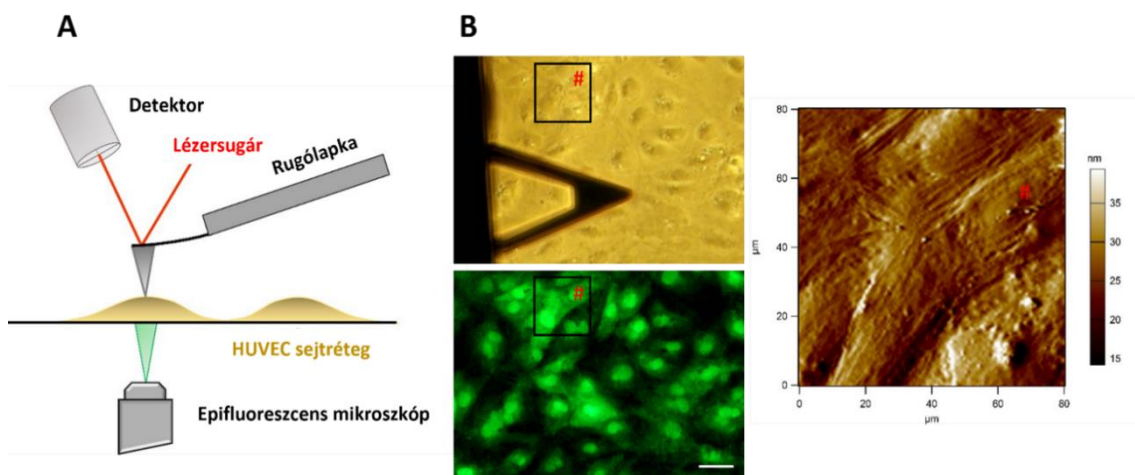 A
Detektor
Lézersugár
Rugólapka
HUVEC sejtréteg
Epifluoreszcens mikroszkóp
B
#
#
80
60
40
20
0
µm
0
20
40
60
80
µm
#
nm
35
30
25
20
15